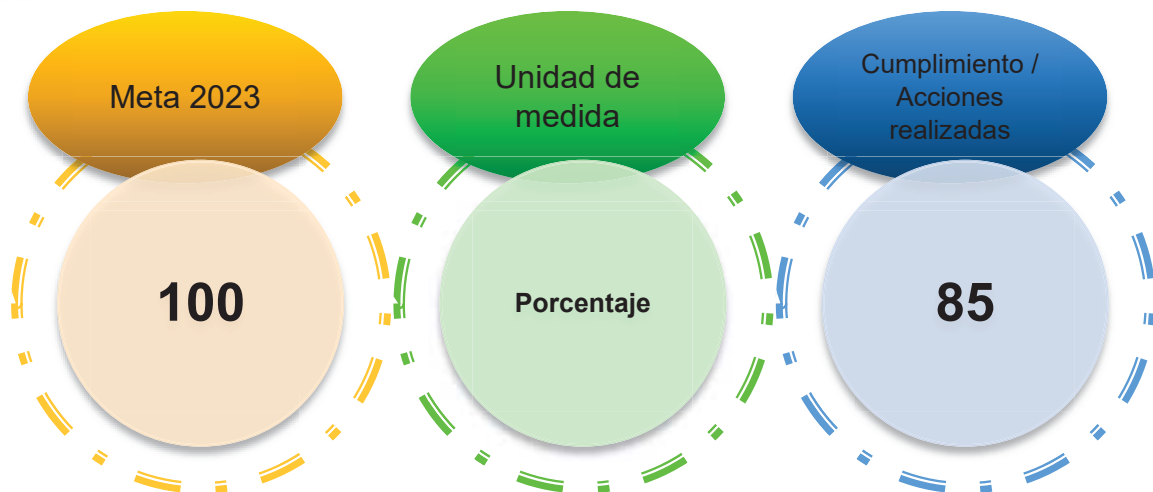 Meta 2023
Unidad de
medida
Cumplimiento /
Acciones
realizadas
100
Porcentaje
85